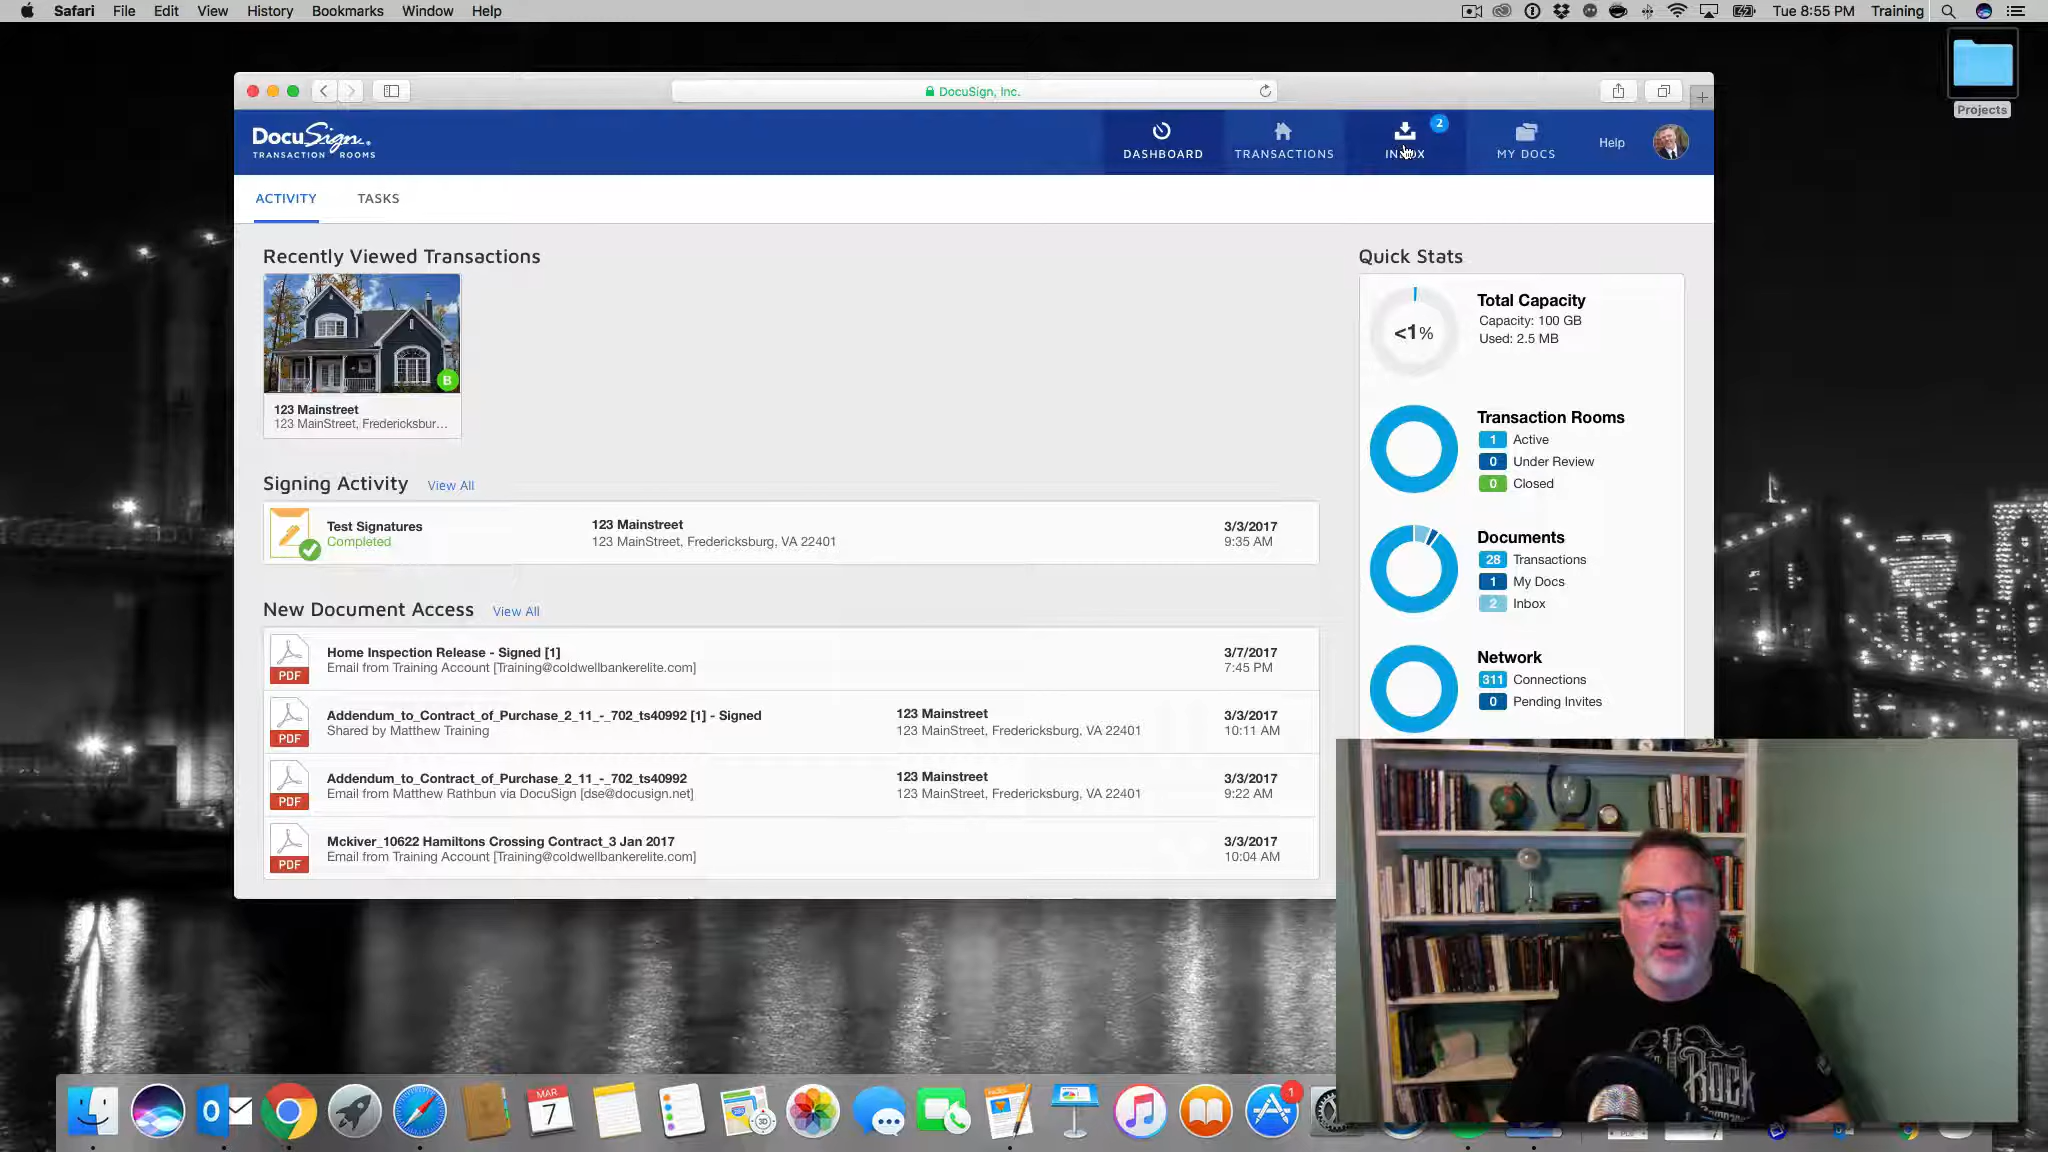 Safari File Edit View History Bookmarks Window Help
Tue 8:55 PM Training
Projects
DocuSign, Inc.
DocuSign
TRANSACTION ROOMS
DASHBOARD
TRANSACTIONS
2
INBOX
MY DOCS
Help
ACTIVITY
TASKS
Recently Viewed Transactions
B
123 Mainstreet
123 MainStreet, Fredericksbur...
Signing Activity View All
Test Signatures
Completed
123 Mainstreet
123 MainStreet, Fredericksburg, VA 22401
3/3/2017
9:35 AM
New Document Access View All
PDF
Home Inspection Release - Signed [1]
Email from Training Account [Training@coldwellbankerelite.com]
3/7/2017
7:45 PM
PDF
Addendum_to_Contract_of_Purchase_2_11_-_702_ts40992 [1] - Signed
Shared by Matthew Training
123 Mainstreet
123 MainStreet, Fredericksburg, VA 22401
3/3/2017
10:11 AM
PDF
Addendum_to_Contract_of_Purchase_2_11_-_702_ts40992
Email from Matthew Rathbun via DocuSign [dse@docusign.net]
123 Mainstreet
123 MainStreet, Fredericksburg, VA 22401
3/3/2017
9:22 AM
PDF
Mckiver_10622 Hamiltons Crossing Contract_3 Jan 2017
Email from Training Account [Training@coldwellbankerelite.com]
3/3/2017
10:04 AM
Quick Stats
<1%
Total Capacity
Capacity: 100 GB
Used: 2.5 MB
Transaction Rooms
1 Active
0 Under Review
0 Closed
Documents
28 Transactions
1 My Docs
2 Inbox
Network
311 Connections
0 Pending Invites
ROCK
MAR
7
3D
1